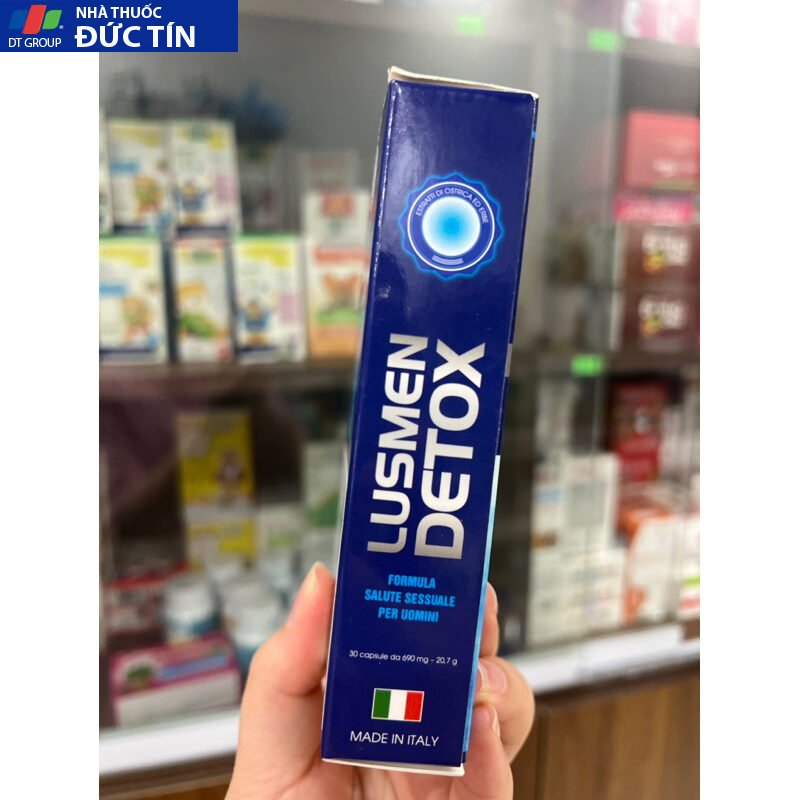 NHÀ THUỐC
DT GROUP
ĐỨC TÍN
ESTRATTI DI OSTRICA ED ERBE
LUSMEN
DETOX
FORMULA
SALUTE SESSUALE
PER UOMINI
30 capsule da 690 mg - 20,7 g
MADE IN ITALY